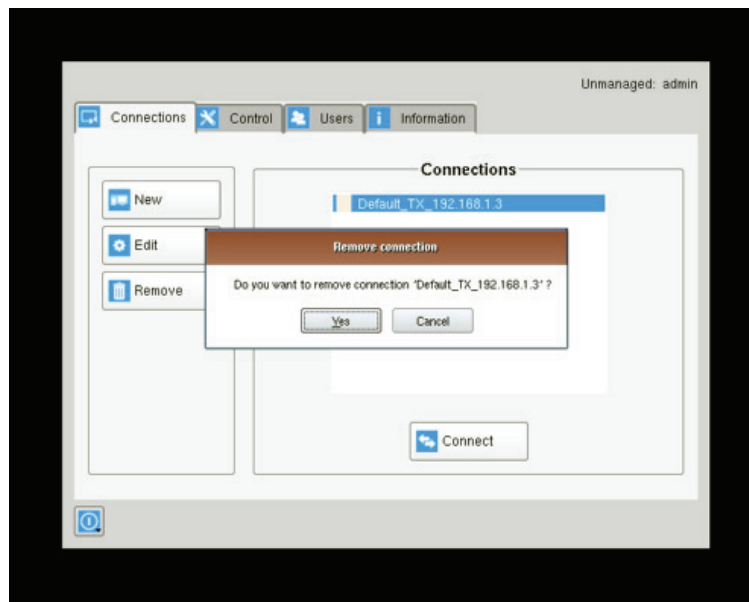 Unmanaged: admin
Connections Control Users Information
Connections
New
Default_TX_192.168.1.3
Edit
Remove connection
Remove
Do you want to remove connection 'Default_TX_192.168.1.3' ?
Yes Cancel
Connect